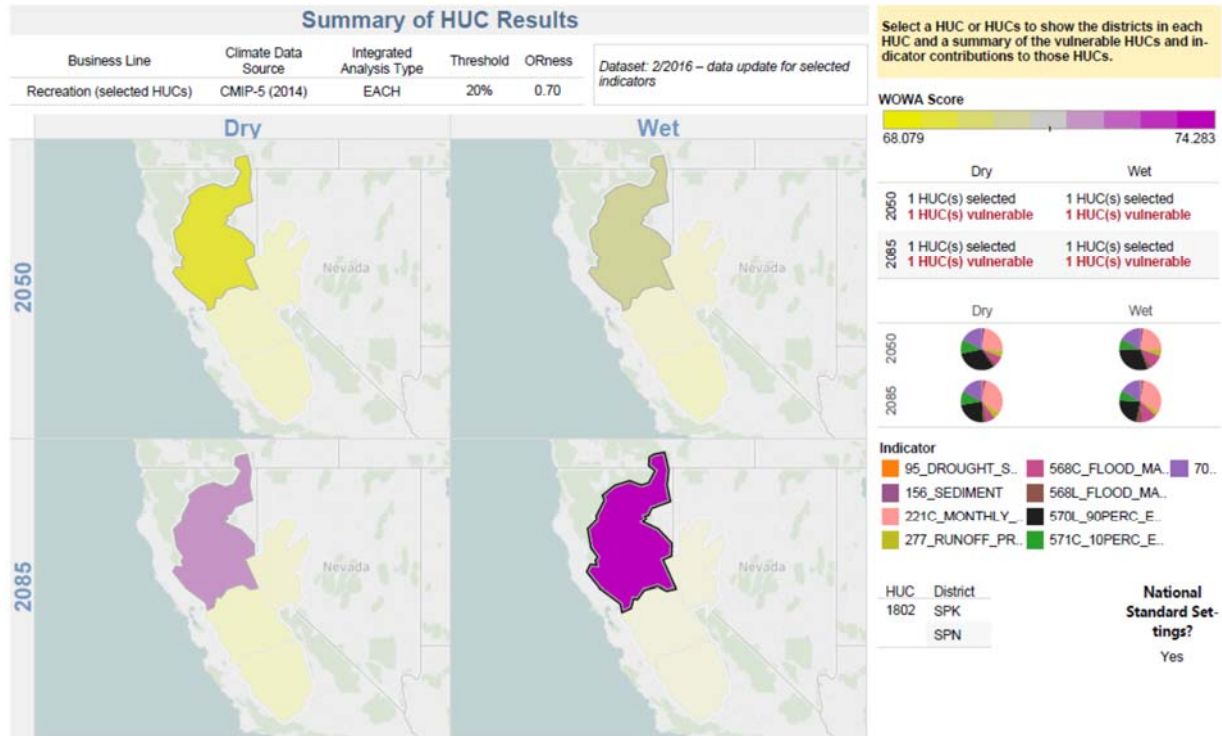 Summary of HUC Results
Business Line
Climate Data
Source
Integrated
Analysis Type
Threshold
ORness
Recreation (selected HUCs)
CMIP-5 (2014)
EACH
20%
0.70
Dataset: 2/2016 – data update for selected
indicators
Dry
Wet
2050
Nevada
Nevada
2085
Nevada
Nevada
Select a HUC or HUCs to show the districts in each
HUC and a summary of the vulnerable HUCs and in-
dicator contributions to those HUCs.
WOWA Score
68.079
74.283
Dry
Wet
2050
1 HUC(s) selected
1 HUC(s) vulnerable
1 HUC(s) selected
1 HUC(s) vulnerable
2085
1 HUC(s) selected
1 HUC(s) vulnerable
1 HUC(s) selected
1 HUC(s) vulnerable
Dry
Wet
2050
2085
Indicator
95_DROUGHT_S..
568C_FLOOD_MA..
70..
156_SEDIMENT
568L_FLOOD_MA..
221C_MONTHLY_..
570L_90PERC_E..
277_RUNOFF_PR..
571C_10PERC_E..
HUC
District
1802
SPK
SPN
National
Standard Set-
tings?
Yes